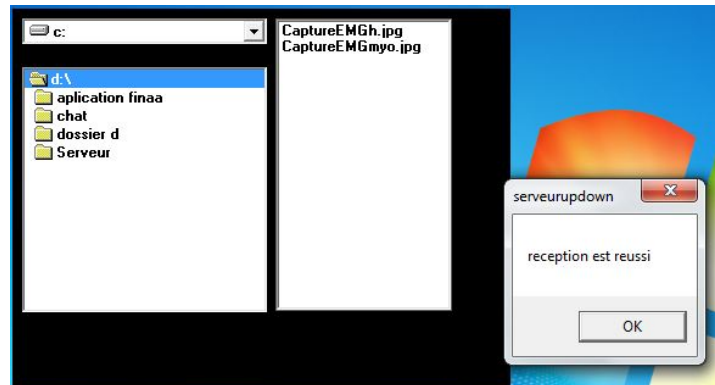 c:
d:\
aplication finaa
chat
dossier d
Serveur
CaptureEMGh.jpg
CaptureEMGmyo.jpg
serveurupdown
reception est reussi
OK